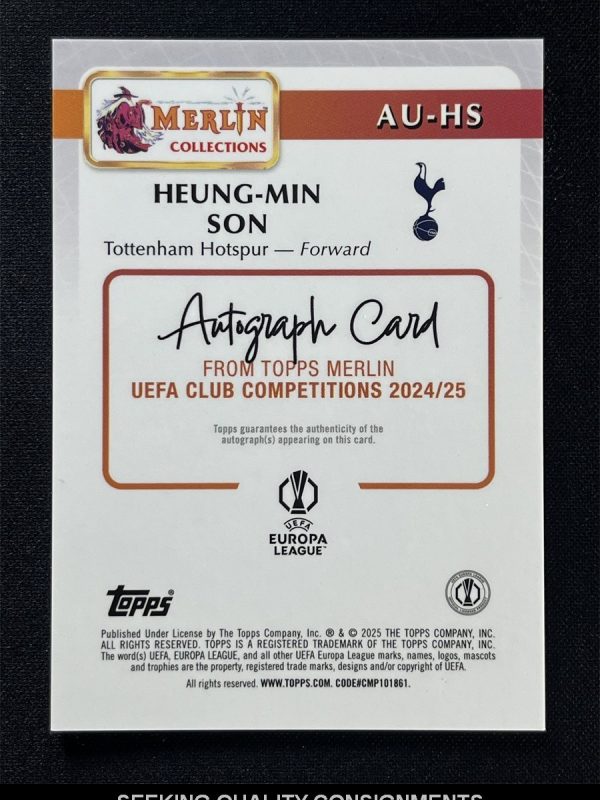 MERLIN
COLLECTIONS
AU-HS
HEUNG-MIN
SON
Tottenham Hotspur — Forward
Autograph Card
FROM TOPPS MERLIN
UEFA CLUB COMPETITIONS 2024/25
Topps guarantees the authenticity of the
autograph(s) appearing on this card.
UEFA
EUROPA
LEAGUE™
TOPPS®
Published Under License by The Topps Company, Inc. ® & © 2025 THE TOPPS COMPANY, INC.
ALL RIGHTS RESERVED. TOPPS IS A REGISTERED TRADEMARK OF THE TOPPS COMPANY, INC.
The word(s) UEFA, EUROPA LEAGUE, and all other UEFA Europa League marks, names, logos, mascots
and trophies are the property, registered trade marks, designs and/or copyright of UEFA.
All rights reserved. WWW.TOPPS.COM. CODE#CMP101861.
SEEKING QUALITY CONSIGNMENTS